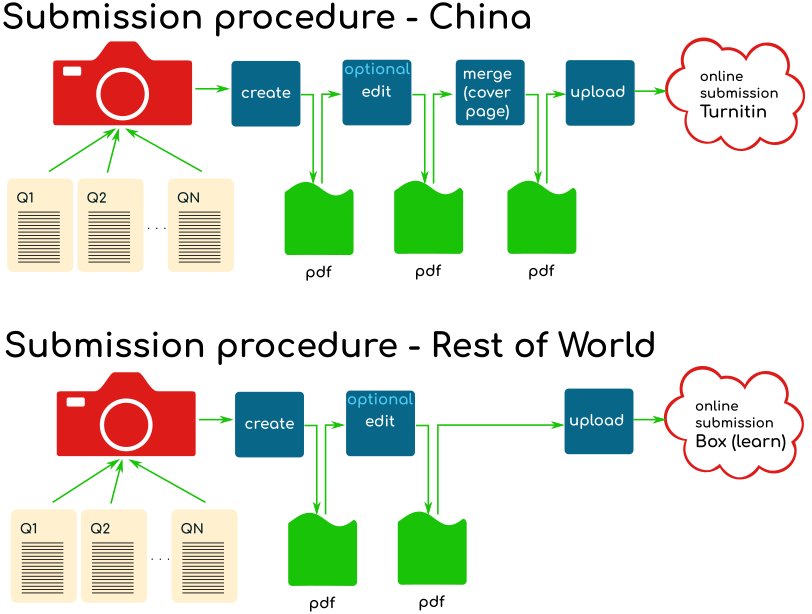 Submission procedure - China
optional
edit
create
merge
(cover
page)
upload
online
submission
Turnitin
Q1
Q2
. . .
QN
pdf
pdf
pdf
Submission procedure - Rest of World
optional
edit
create
upload
online
submission
Box (learn)
Q1
Q2
. . .
QN
pdf
pdf